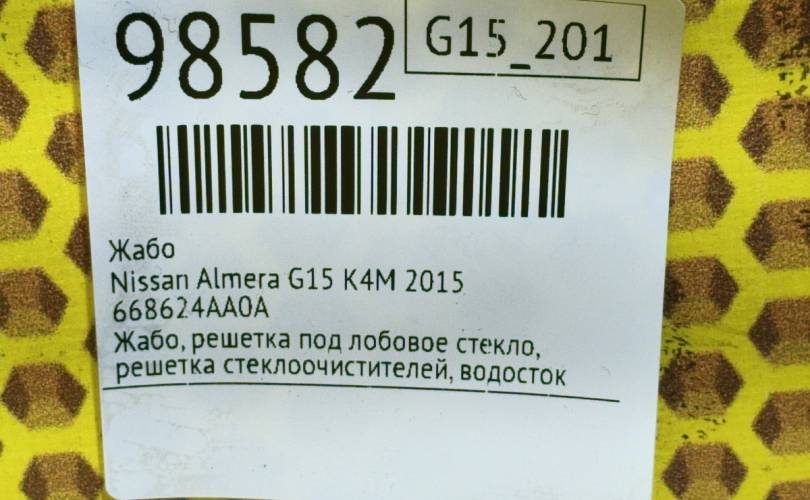 98582
G15_201
Жабо
Nissan Almera G15 K4M 2015
668624AA0A
Жабо, решетка под лобовое стекло,
решетка стеклоочистителей, водосток